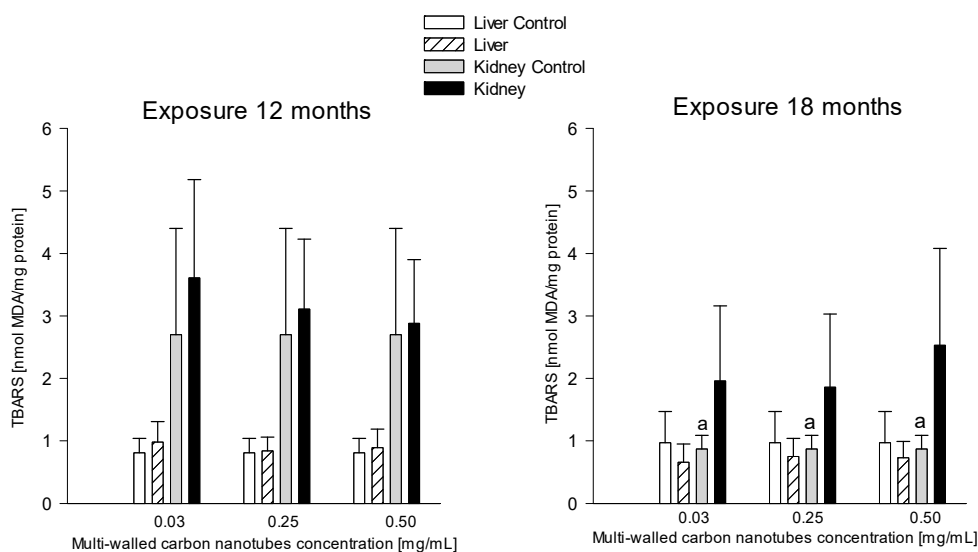 Liver Control
Liver
Kidney Control
Kidney
Exposure 12 months
6
5
4
3
2
1
0
TBARS [nmol MDA/mg protein]
0.03
0.25
0.50
Multi-walled carbon nanotubes concentration [mg/mL]
Exposure 18 months
6
5
4
3
2
1
0
TBARS [nmol MDA/mg protein]
a
a
a
0.03
0.25
0.50
Multi-walled carbon nanotubes concentration [mg/mL]